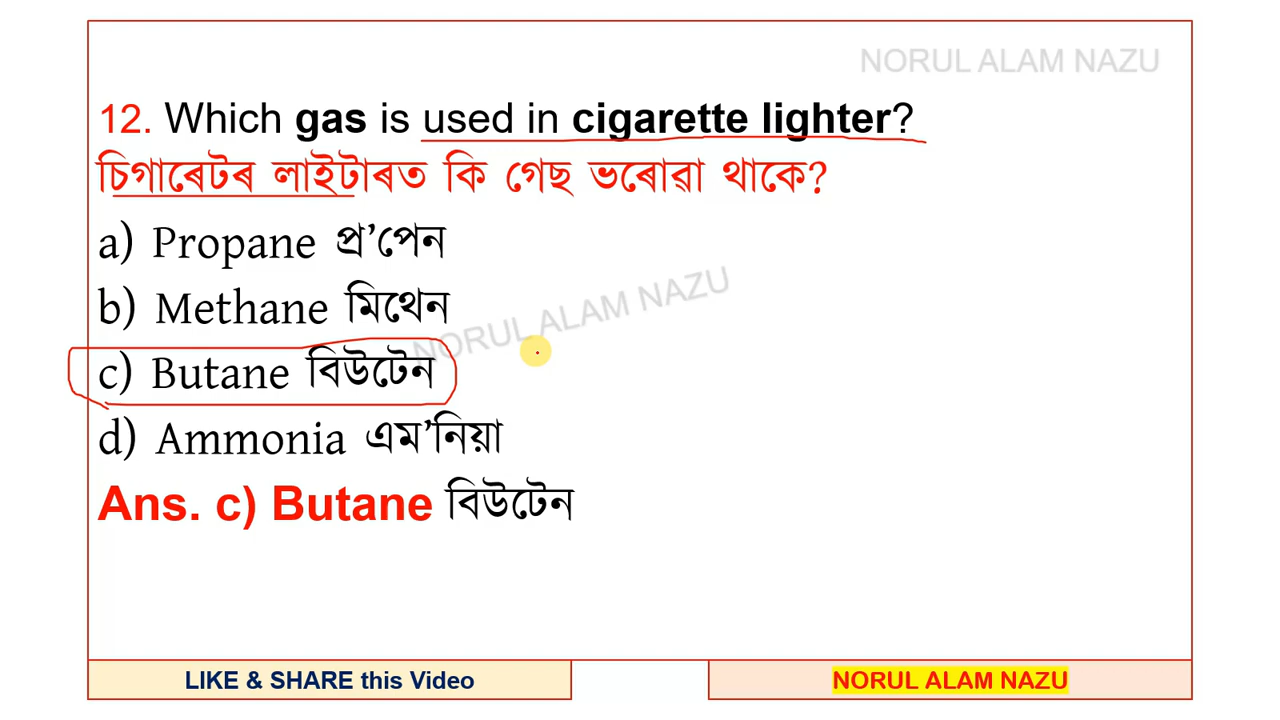 NORUL ALAM NAZU
12. Which gas is used in cigarette lighter?
চিগাৰেটৰ লাইটাৰত কি গেছ ভৰোৱা থাকে?
a) Propane প্ৰ’পেন
b) Methane মিথেন
NORUL ALAM NAZU
c) Butane বিউটেন
d) Ammonia এম’নিয়া
Ans. c) Butane বিউটেন
LIKE & SHARE this Video
NORUL ALAM NAZU